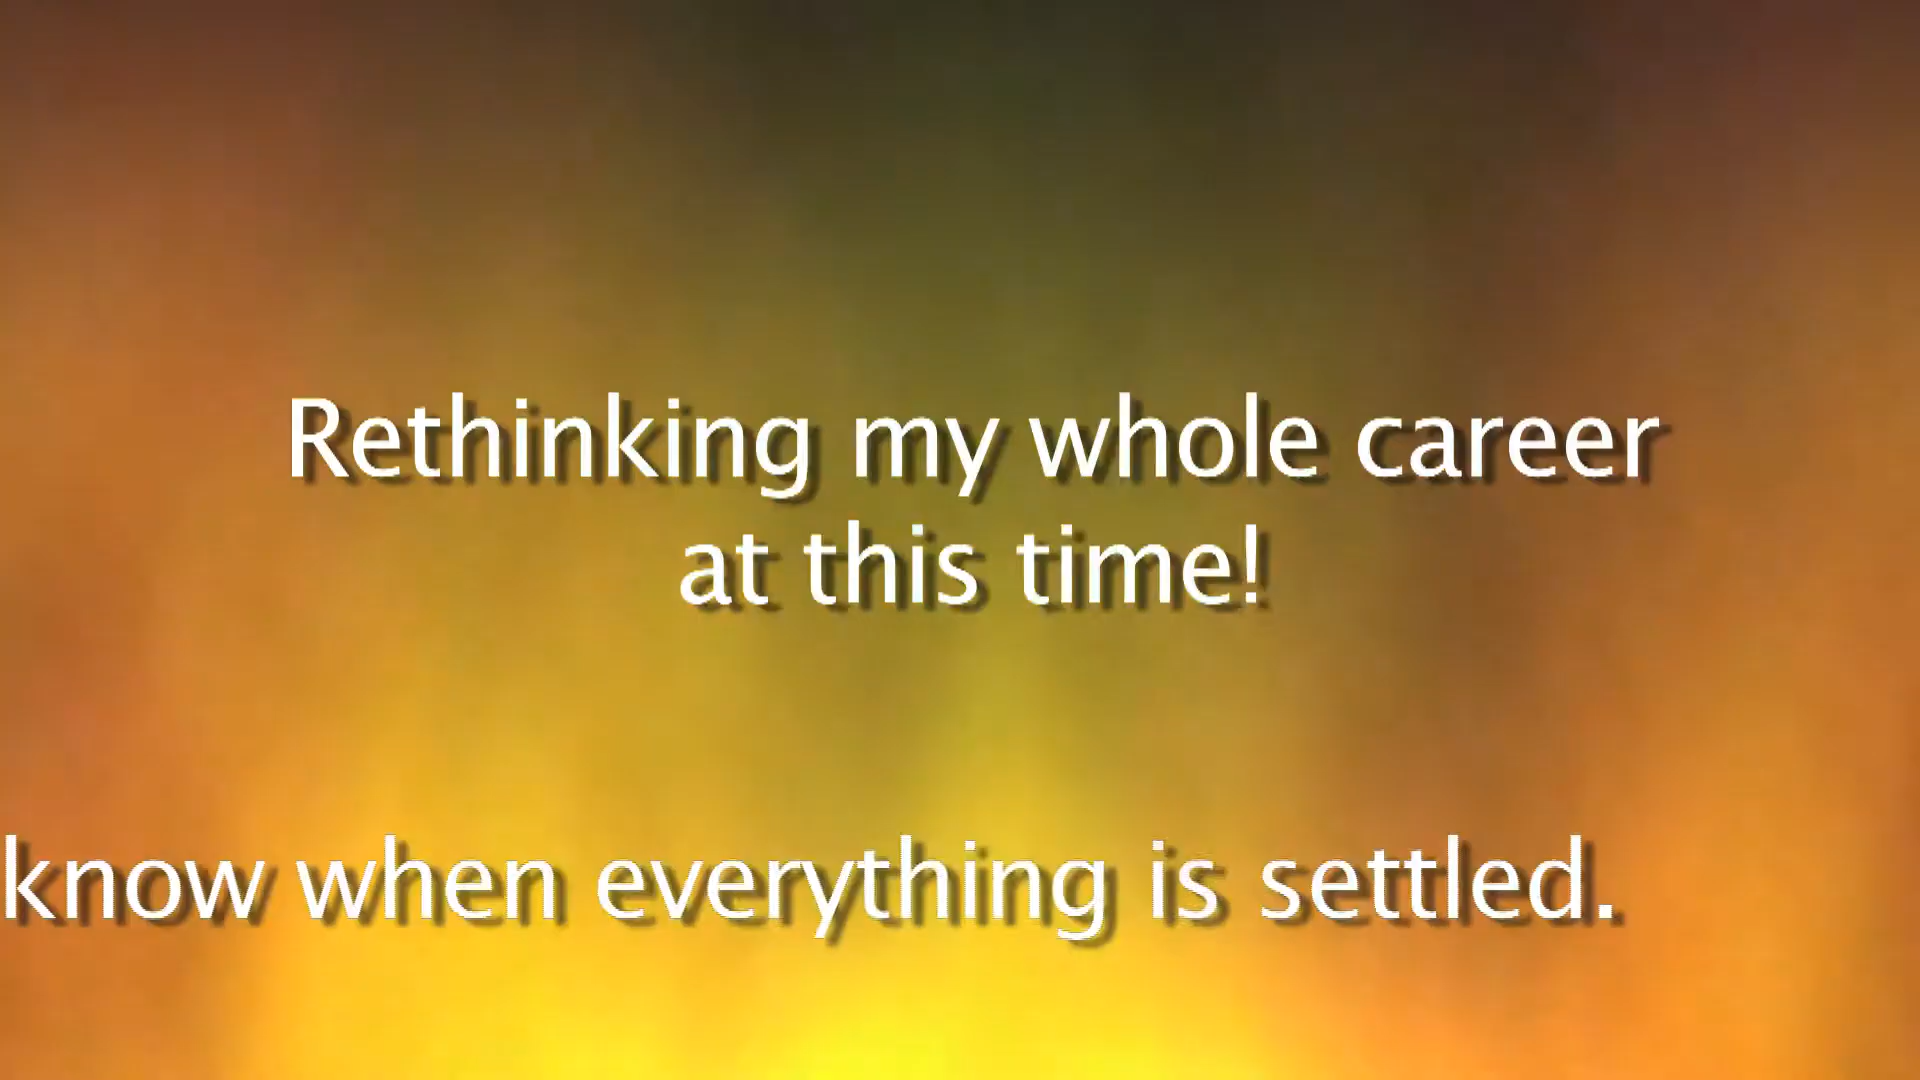 Rethinking my whole career
at this time!
know when everything is settled.